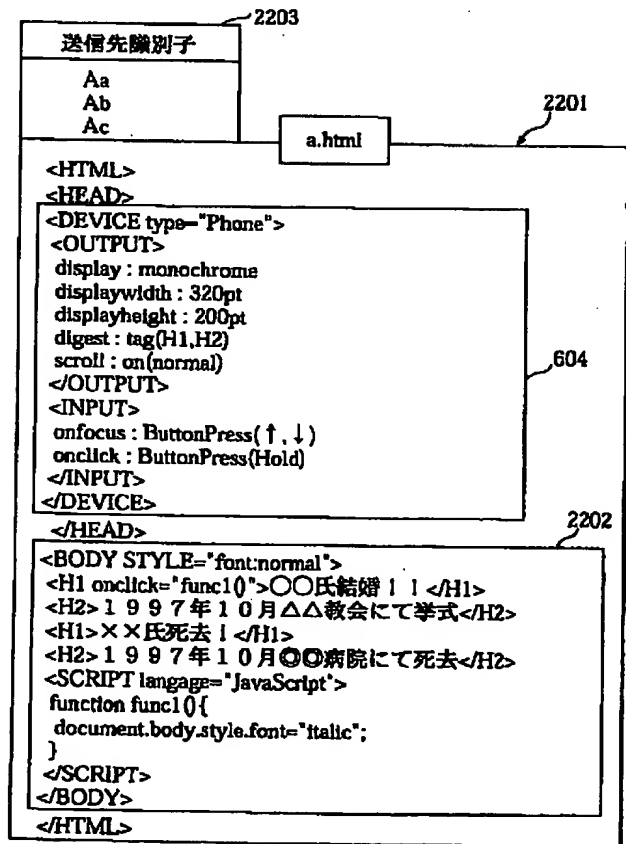 2203
送信先識別子
Aa
Ab
Ac
2201
a.html
<HTML>
<HEAD>
<DEVICE type="Phone">
<OUTPUT>
display : monochrome
displaywidth : 320pt
displayheight : 200pt
digest : tag(H1,H2)
scroll : on(normal)
</OUTPUT>
<INPUT>
onfocus : ButtonPress(↑,↓)
onclick : ButtonPress(Hold)
</INPUT>
</DEVICE>
604
</HEAD>
2202
<BODY STYLE="font:normal">
<H1 onclick="func1()">○○氏結婚！！</H1>
<H2>１９９７年１０月△△教会にて挙式</H2>
<H1>××氏死去！</H1>
<H2>１９９７年１０月◎◎病院にて死去</H2>
<SCRIPT langage="JavaScript">
function func1(){
document.body.style.font="italic";
}
</SCRIPT>
</BODY>
</HTML>